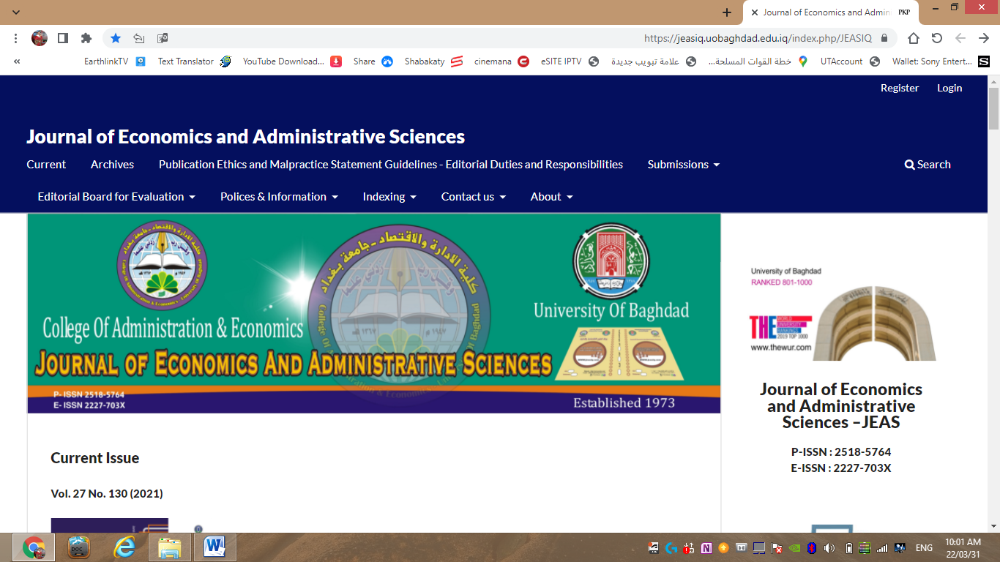 Journal of Economics and Admin
PKP
https://jeasiq.uobaghdad.edu.iq/index.php/JEASIQ
EarthlinkTV
Text Translator
YouTube Download...
Share
Shabakaty
cinemana
eSITE IPTV
علامة تبويب جديدة
خطة القوات المسلحة...
UTAccount
Wallet: Sony Entert...
Register
Login
Journal of Economics and Administrative Sciences
Current
Archives
Publication Ethics and Malpractice Statement Guidelines - Editorial Duties and Responsibilities
Submissions
Search
Editorial Board for Evaluation
Polices & Information
Indexing
Contact us
About
كلية الادارة والاقتصاد - جامعة بغداد
وقل رب زدني علما
College Of Administration & Economics
University Of Baghdad
JOURNAL OF ECONOMICS AND ADMINISTRATIVE SCIENCES
P- ISSN 2518-5764
E- ISSN 2227-703X
Established 1973
University of Baghdad
RANKED 801-1000
THE WORLD UNIVERSITY RANKINGS 2019 TOP 1000
www.thewur.com
Journal of Economics
and Administrative
Sciences –JEAS
P-ISSN : 2518-5764
E-ISSN : 2227-703X
Current Issue
Vol. 27 No. 130 (2021)
DOC
ENG
10:01 AM
22/03/31